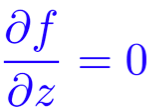 ∂f/∂z = 0